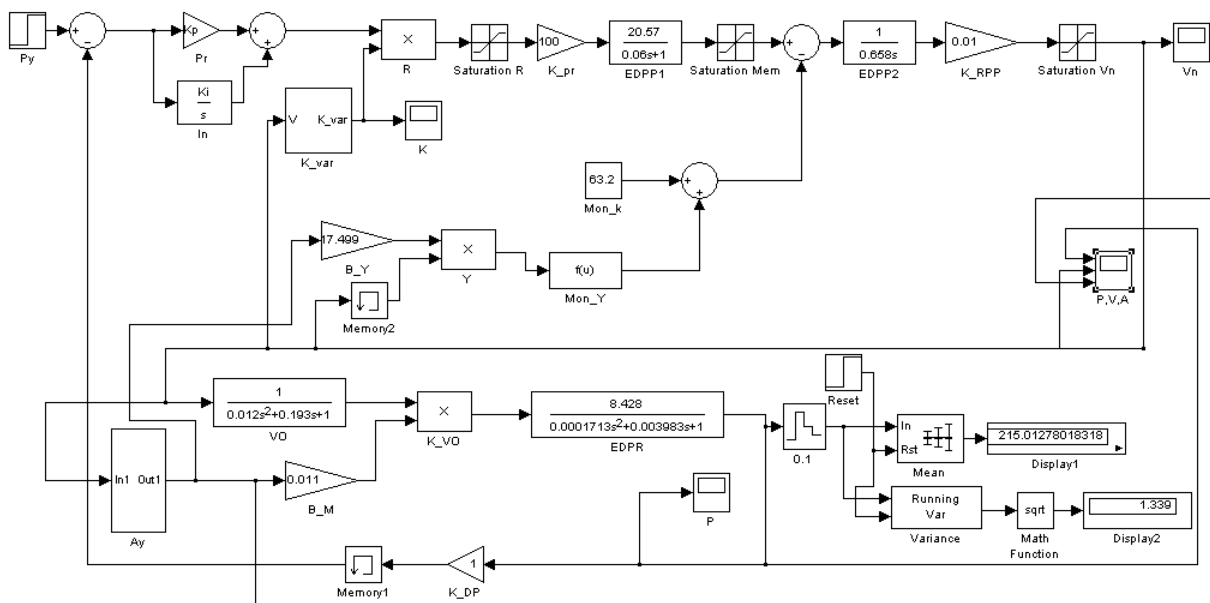 Py
+
−
Kp
Pr
Ki
s
In
+
+
×
R
Saturation R
100
K_pr
20.57
0.06s+1
EDPP1
Saturation Mem
+
−
1
0.658s
EDPP2
0.01
K_RPP
Saturation Vn
Vn
V K_var
K_var
K
63.2
Mon_k
+
+
17.499
B_Y
×
Y
f(u)
Mon_Y
Memory2
P,V,A
1
0.012s²+0.193s+1
VO
×
K_VO
8.428
0.0001713s²+0.003983s+1
EDPR
Reset
0.1
In
Rst
Mean
215.01278018318
Display1
In1 Out1
Ay
0.011
B_M
P
Running
Var
Variance
sqrt
Math
Function
1.339
Display2
Memory1
1
K_DP